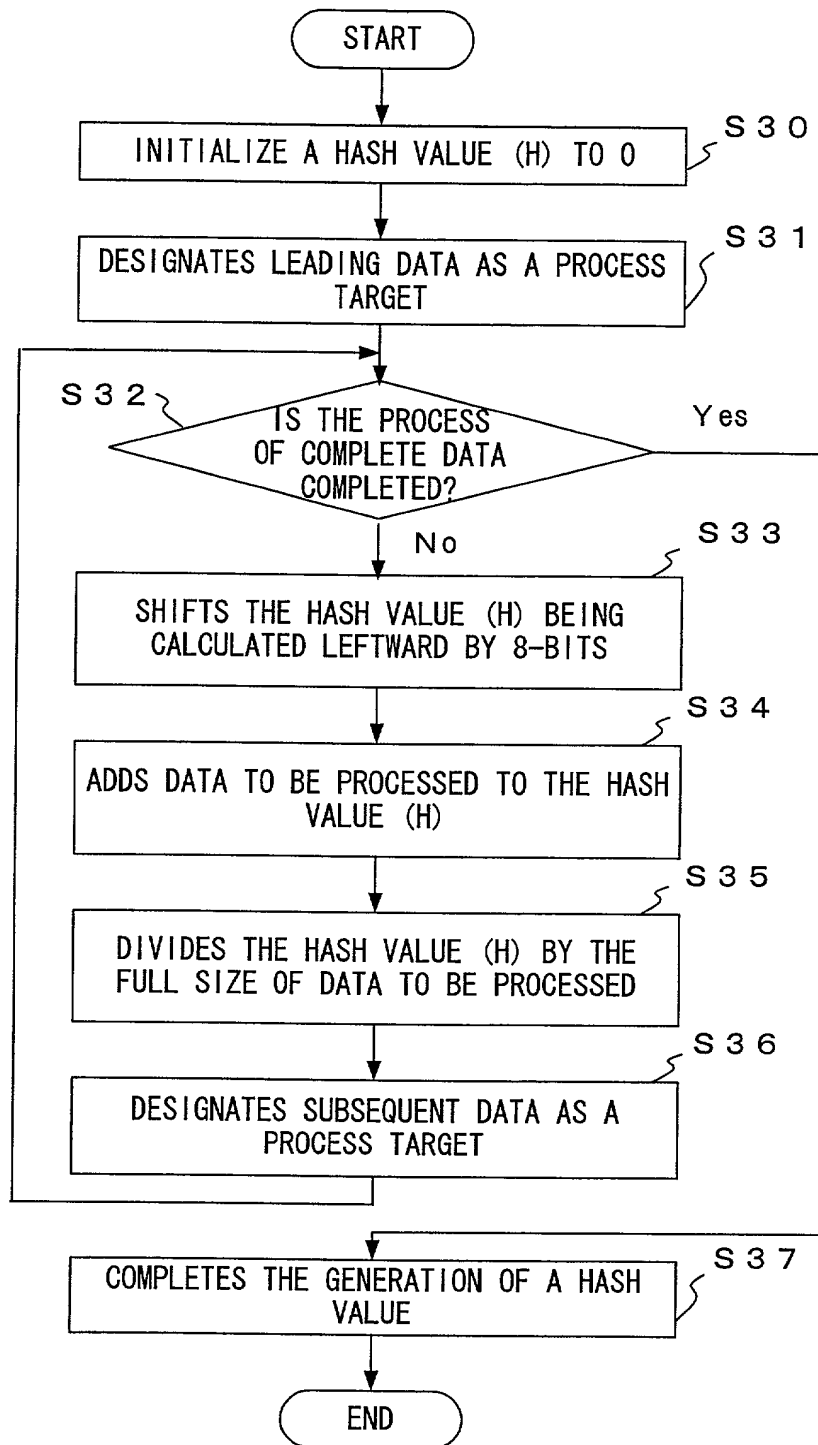 START
S30
INITIALIZE A HASH VALUE (H) TO 0
S31
DESIGNATES LEADING DATA AS A PROCESS
TARGET
S32
IS THE PROCESS
OF COMPLETE DATA
COMPLETED?
Yes
No
S33
SHIFTS THE HASH VALUE (H) BEING
CALCULATED LEFTWARD BY 8-BITS
S34
ADDS DATA TO BE PROCESSED TO THE HASH
VALUE (H)
S35
DIVIDES THE HASH VALUE (H) BY THE
FULL SIZE OF DATA TO BE PROCESSED
S36
DESIGNATES SUBSEQUENT DATA AS A
PROCESS TARGET
S37
COMPLETES THE GENERATION OF A HASH
VALUE
END